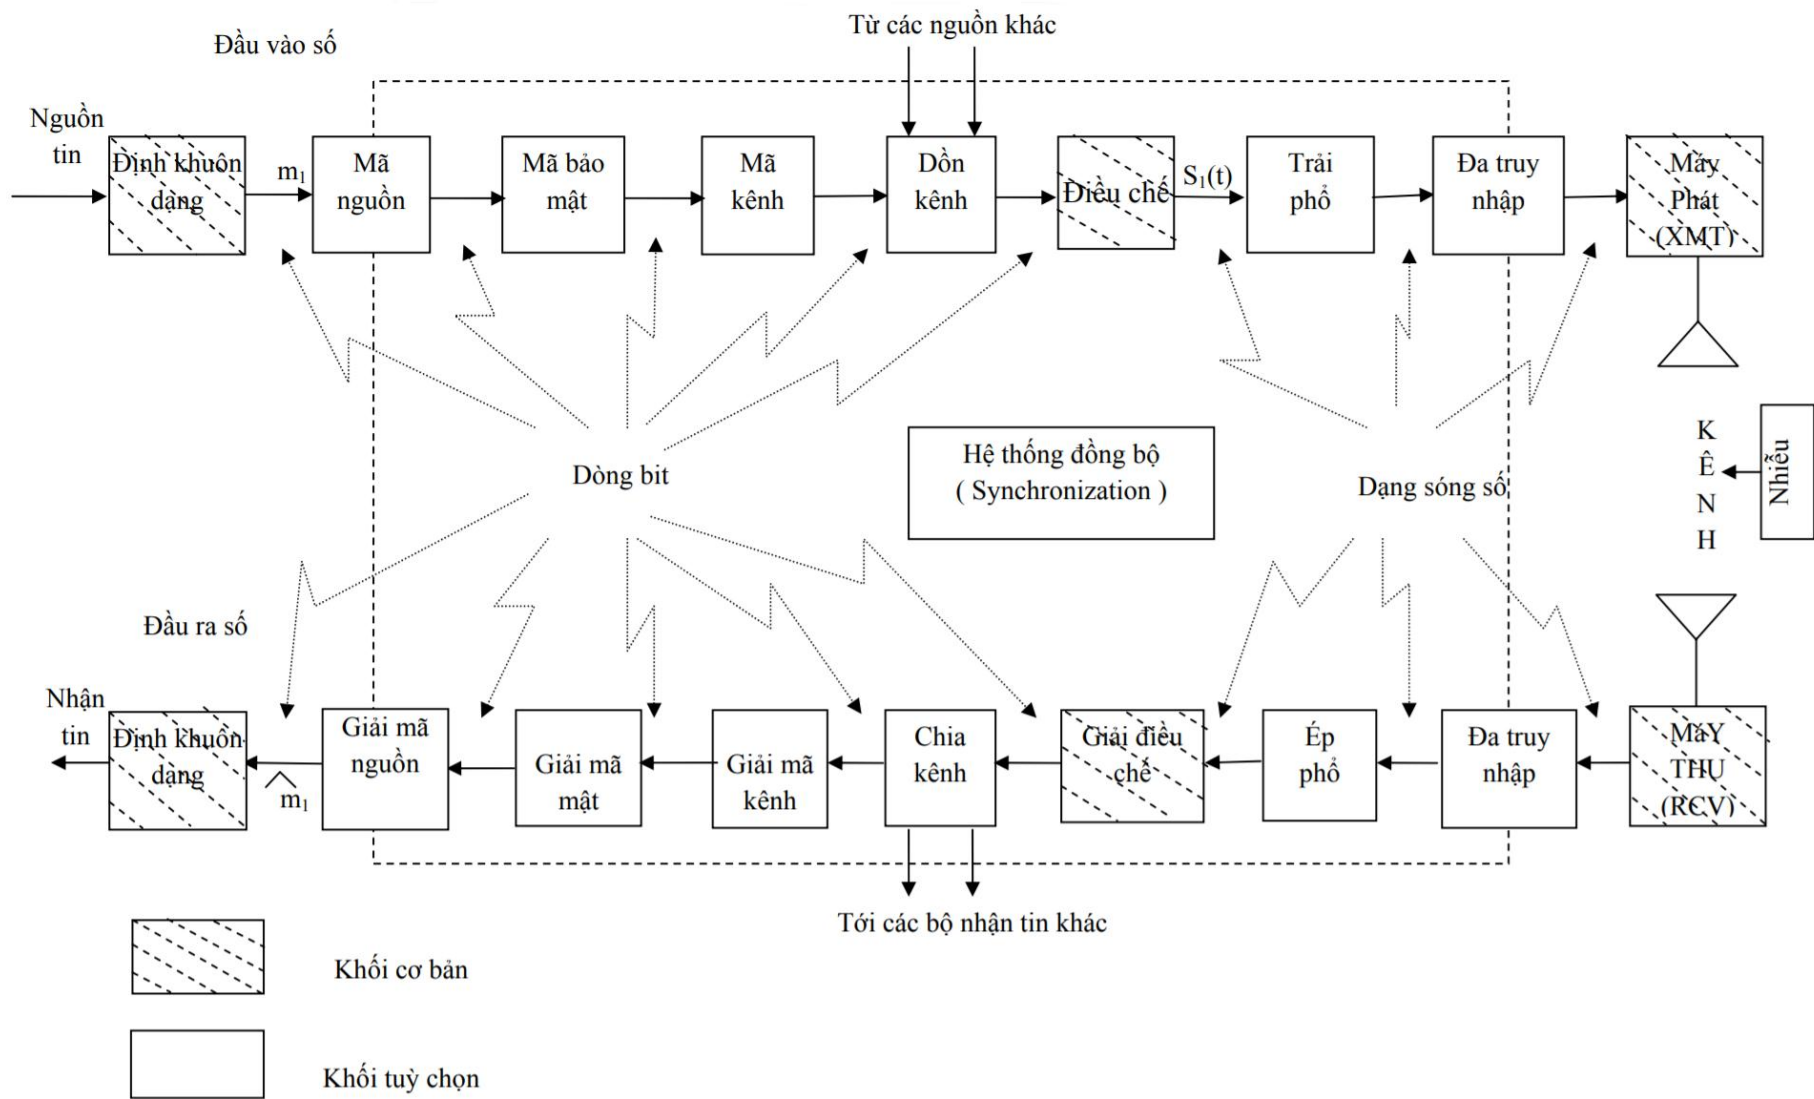 Từ các nguồn khác
Đầu vào số
Nguồn
tin
Định khuôn
dạng
m1
Mã
nguồn
Mã bảo
mật
Mã
kênh
Dồn
kênh
Điều chế
S1(t)
Trải
phổ
Đa truy
nhập
Máy
Phát
(XMT)
Dòng bit
Hệ thống đồng bộ
( Synchronization )
Dạng sóng số
K
Ê
N
H
Nhiễu
Đầu ra số
Nhận
tin
Định khuôn
dạng
m1
Giải mã
nguồn
Giải mã
mật
Giải mã
kênh
Chia
kênh
Giải điều
chế
Ép
phổ
Đa truy
nhập
MáY
THU
(RCV)
Tới các bộ nhận tin khác
Khối cơ bản
Khối tuỳ chọn